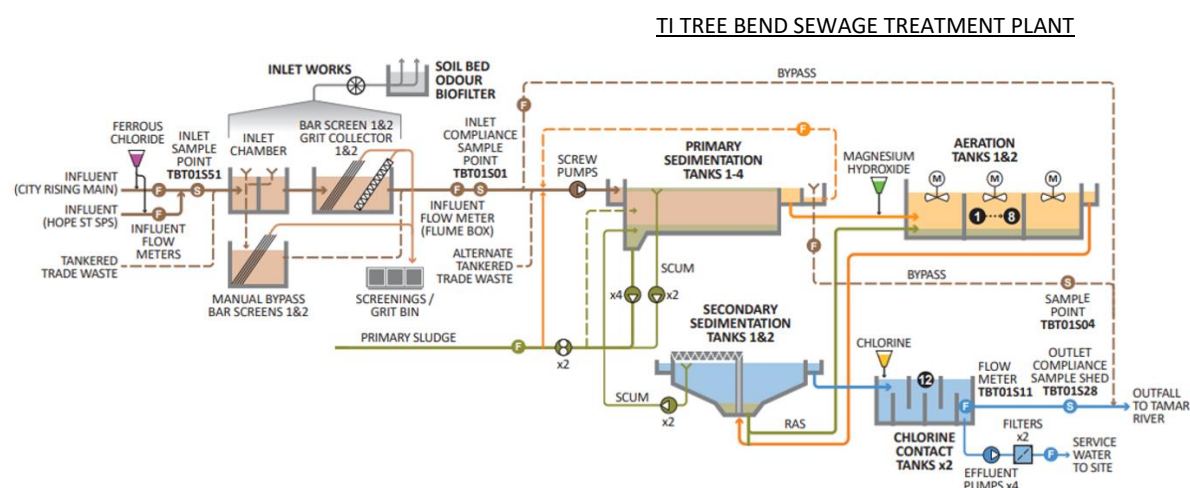 TI TREE BEND SEWAGE TREATMENT PLANT
INLET WORKS
SOIL BED
ODOUR
BIOFILTER
BYPASS
FERROUS
CHLORIDE
INLET
SAMPLE
POINT
TBT01S51
INLET
CHAMBER
BAR SCREEN 1&2
GRIT COLLECTOR
1&2
INLET
COMPLIANCE
SAMPLE
POINT
TBT01S01
SCREW
PUMPS
PRIMARY
SEDIMENTATION
TANKS 1-4
MAGNESIUM
HYDROXIDE
AERATION
TANKS 1&2
F
F
M
M
M
INFLUENT
(CITY RISING MAIN)
F
S
F
S
1
8
INFLUENT
(HOPE ST SPS)
F
INFLUENT
FLOW
METERS
INFLUENT
FLOW METER
(FLUME BOX)
TANKERED
TRADE WASTE
ALTERNATE
TANKERED
TRADE WASTE
F
BYPASS
S
MANUAL BYPASS
BAR SCREENS 1&2
SCREENINGS /
GRIT BIN
SCUM
x4
x2
SAMPLE
POINT
TBT01S04
SECONDARY
SEDIMENTATION
TANKS 1&2
PRIMARY SLUDGE
F
x2
CHLORINE
12
FLOW
METER
TBT01S11
OUTLET
COMPLIANCE
SAMPLE SHED
TBT01S28
SCUM
x2
RAS
F
S
OUTFALL
TO TAMAR
RIVER
CHLORINE
CONTACT
TANKS x2
FILTERS
x2
F
SERVICE
WATER
TO SITE
EFFLUENT
PUMPS x4